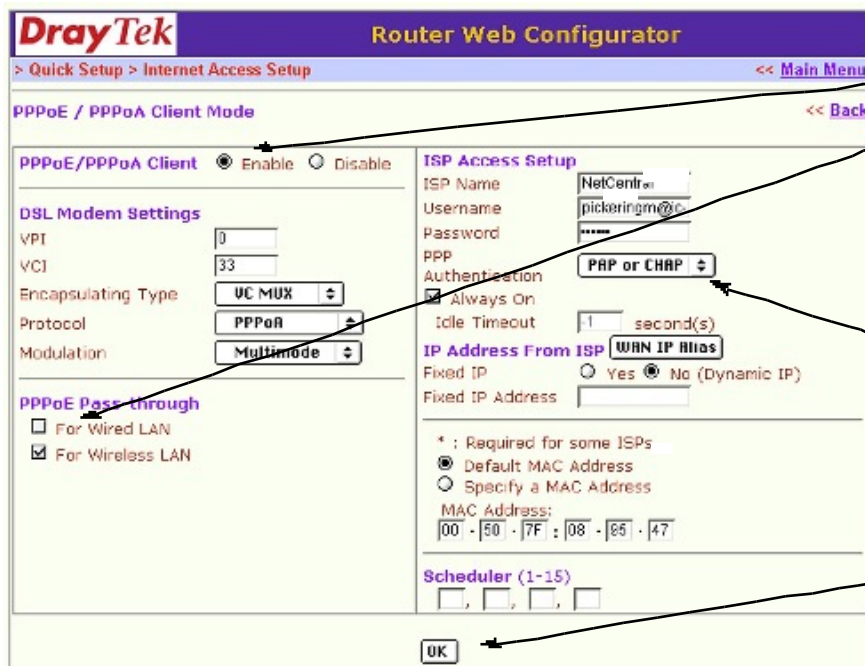 DrayTek
Router Web Configurator
> Quick Setup > Internet Access Setup
<< Main Menu
PPPoE / PPPoA Client Mode
<< Back
PPPoE/PPPoA Client Enable Disable
DSL Modem Settings
VPI 0
VCI 33
Encapsulating Type VC MUX
Protocol PPPoA
Modulation Multimode
PPPoE Pass-through
For Wired LAN
For Wireless LAN
ISP Access Setup
ISP Name
Username pickeringm@ic-
Password ••••••
PPP
Authentication PAP or CHAP
Always On
Idle Timeout -1 second(s)
IP Address From ISP WAN IP Alias
Fixed IP Yes No (Dynamic IP)
Fixed IP Address
* : Required for some ISPs
Default MAC Address
Specify a MAC Address
MAC Address:
00 - 50 - 7F : 08 - 95 - 47
Scheduler (1-15)
, , ,
OK